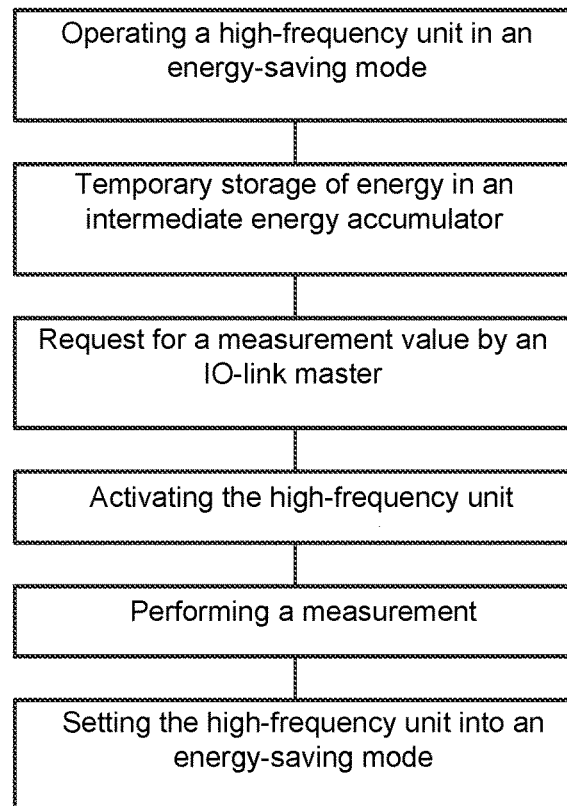 Operating a high-frequency unit in an
energy-saving mode
Temporary storage of energy in an
intermediate energy accumulator
Request for a measurement value by an
IO-link master
Activating the high-frequency unit
Performing a measurement
Setting the high-frequency unit into an
energy-saving mode